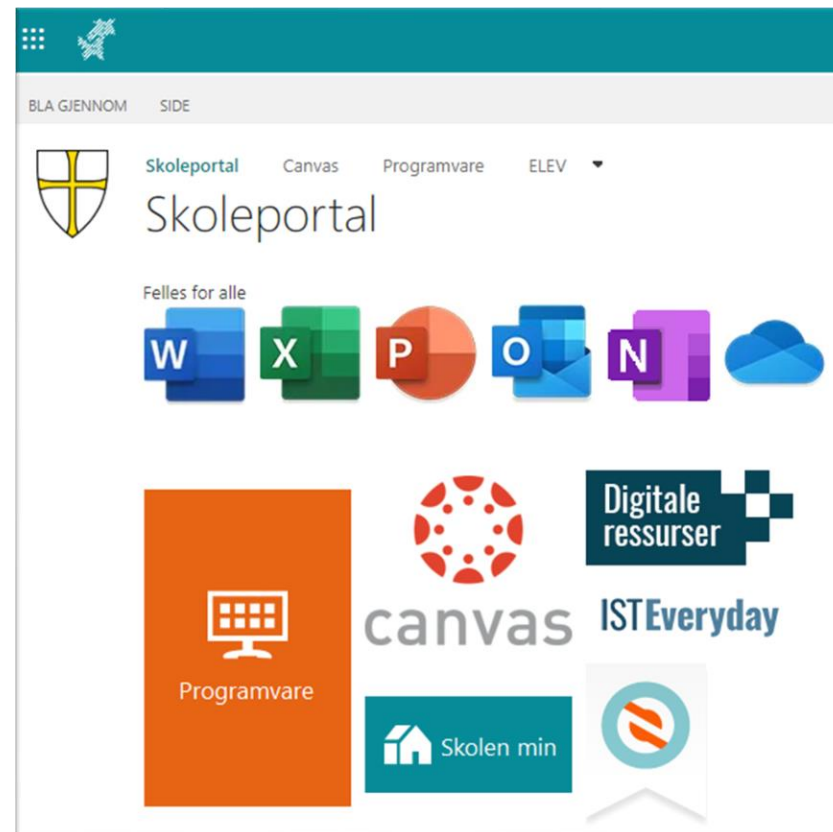 BLA GJENNOM SIDE
Skoleportal Canvas Programvare ELEV
Skoleportal
Felles for alle
W X P O N
Programvare
canvas
Digitale
ressurser
ISTEveryday
Skolen min